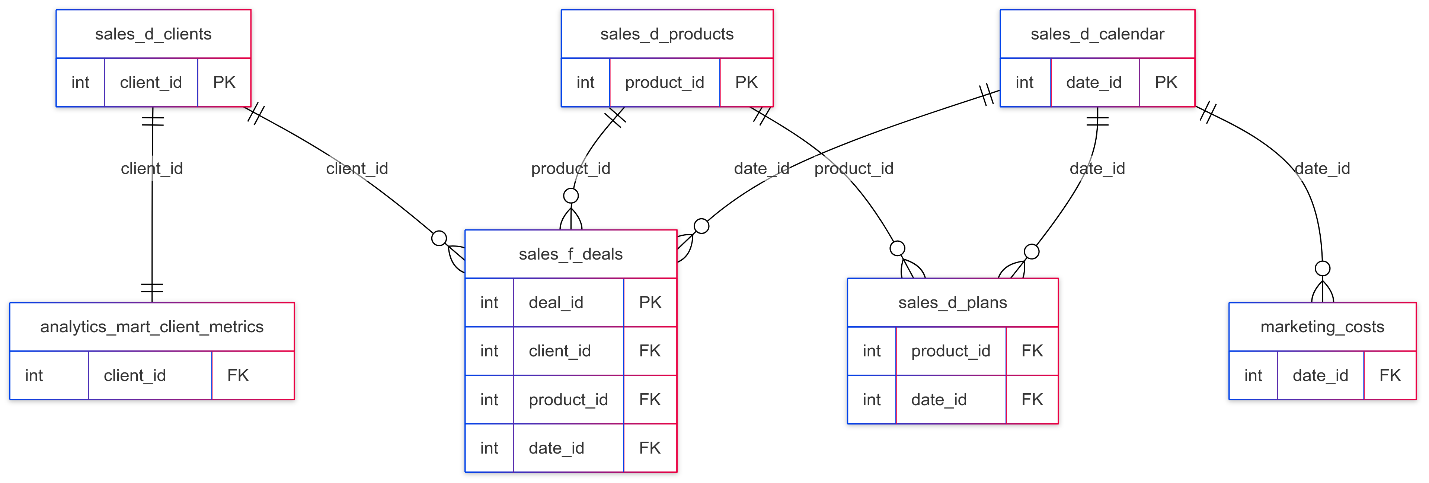 sales_d_clients
int client_id PK
sales_d_products
int product_id PK
sales_d_calendar
int date_id PK
client_id
client_id
product_id
date_id
product_id
date_id
date_id
analytics_mart_client_metrics
int client_id FK
sales_f_deals
int deal_id PK
int client_id FK
int product_id FK
int date_id FK
sales_d_plans
int product_id FK
int date_id FK
marketing_costs
int date_id FK